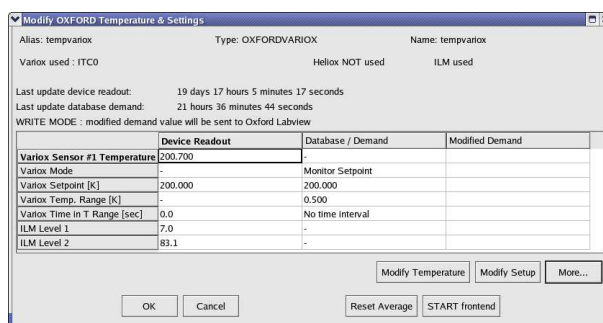 Modify OXFORD Temperature & Settings
Alias: tempvariox Type: OXFORDVARIOX Name: tempvariox
Variox used : ITC0 Heliox NOT used ILM used
Last update device readout: 19 days 17 hours 5 minutes 17 seconds
Last update database demand: 21 hours 36 minutes 44 seconds
WRITE MODE : modified demand value will be sent to Oxford Labview
Device Readout Database / Demand Modified Demand
Variox Sensor #1 Temperature 200.700 -
Variox Mode - Monitor Setpoint
Variox Setpoint [K] 200.000 200.000
Variox Temp. Range [K] - 0.500
Variox Time in T Range [sec] 0.0 No time interval
ILM Level 1 7.0 -
ILM Level 2 83.1 -
Modify Temperature Modify Setup More...
OK Cancel Reset Average START frontend